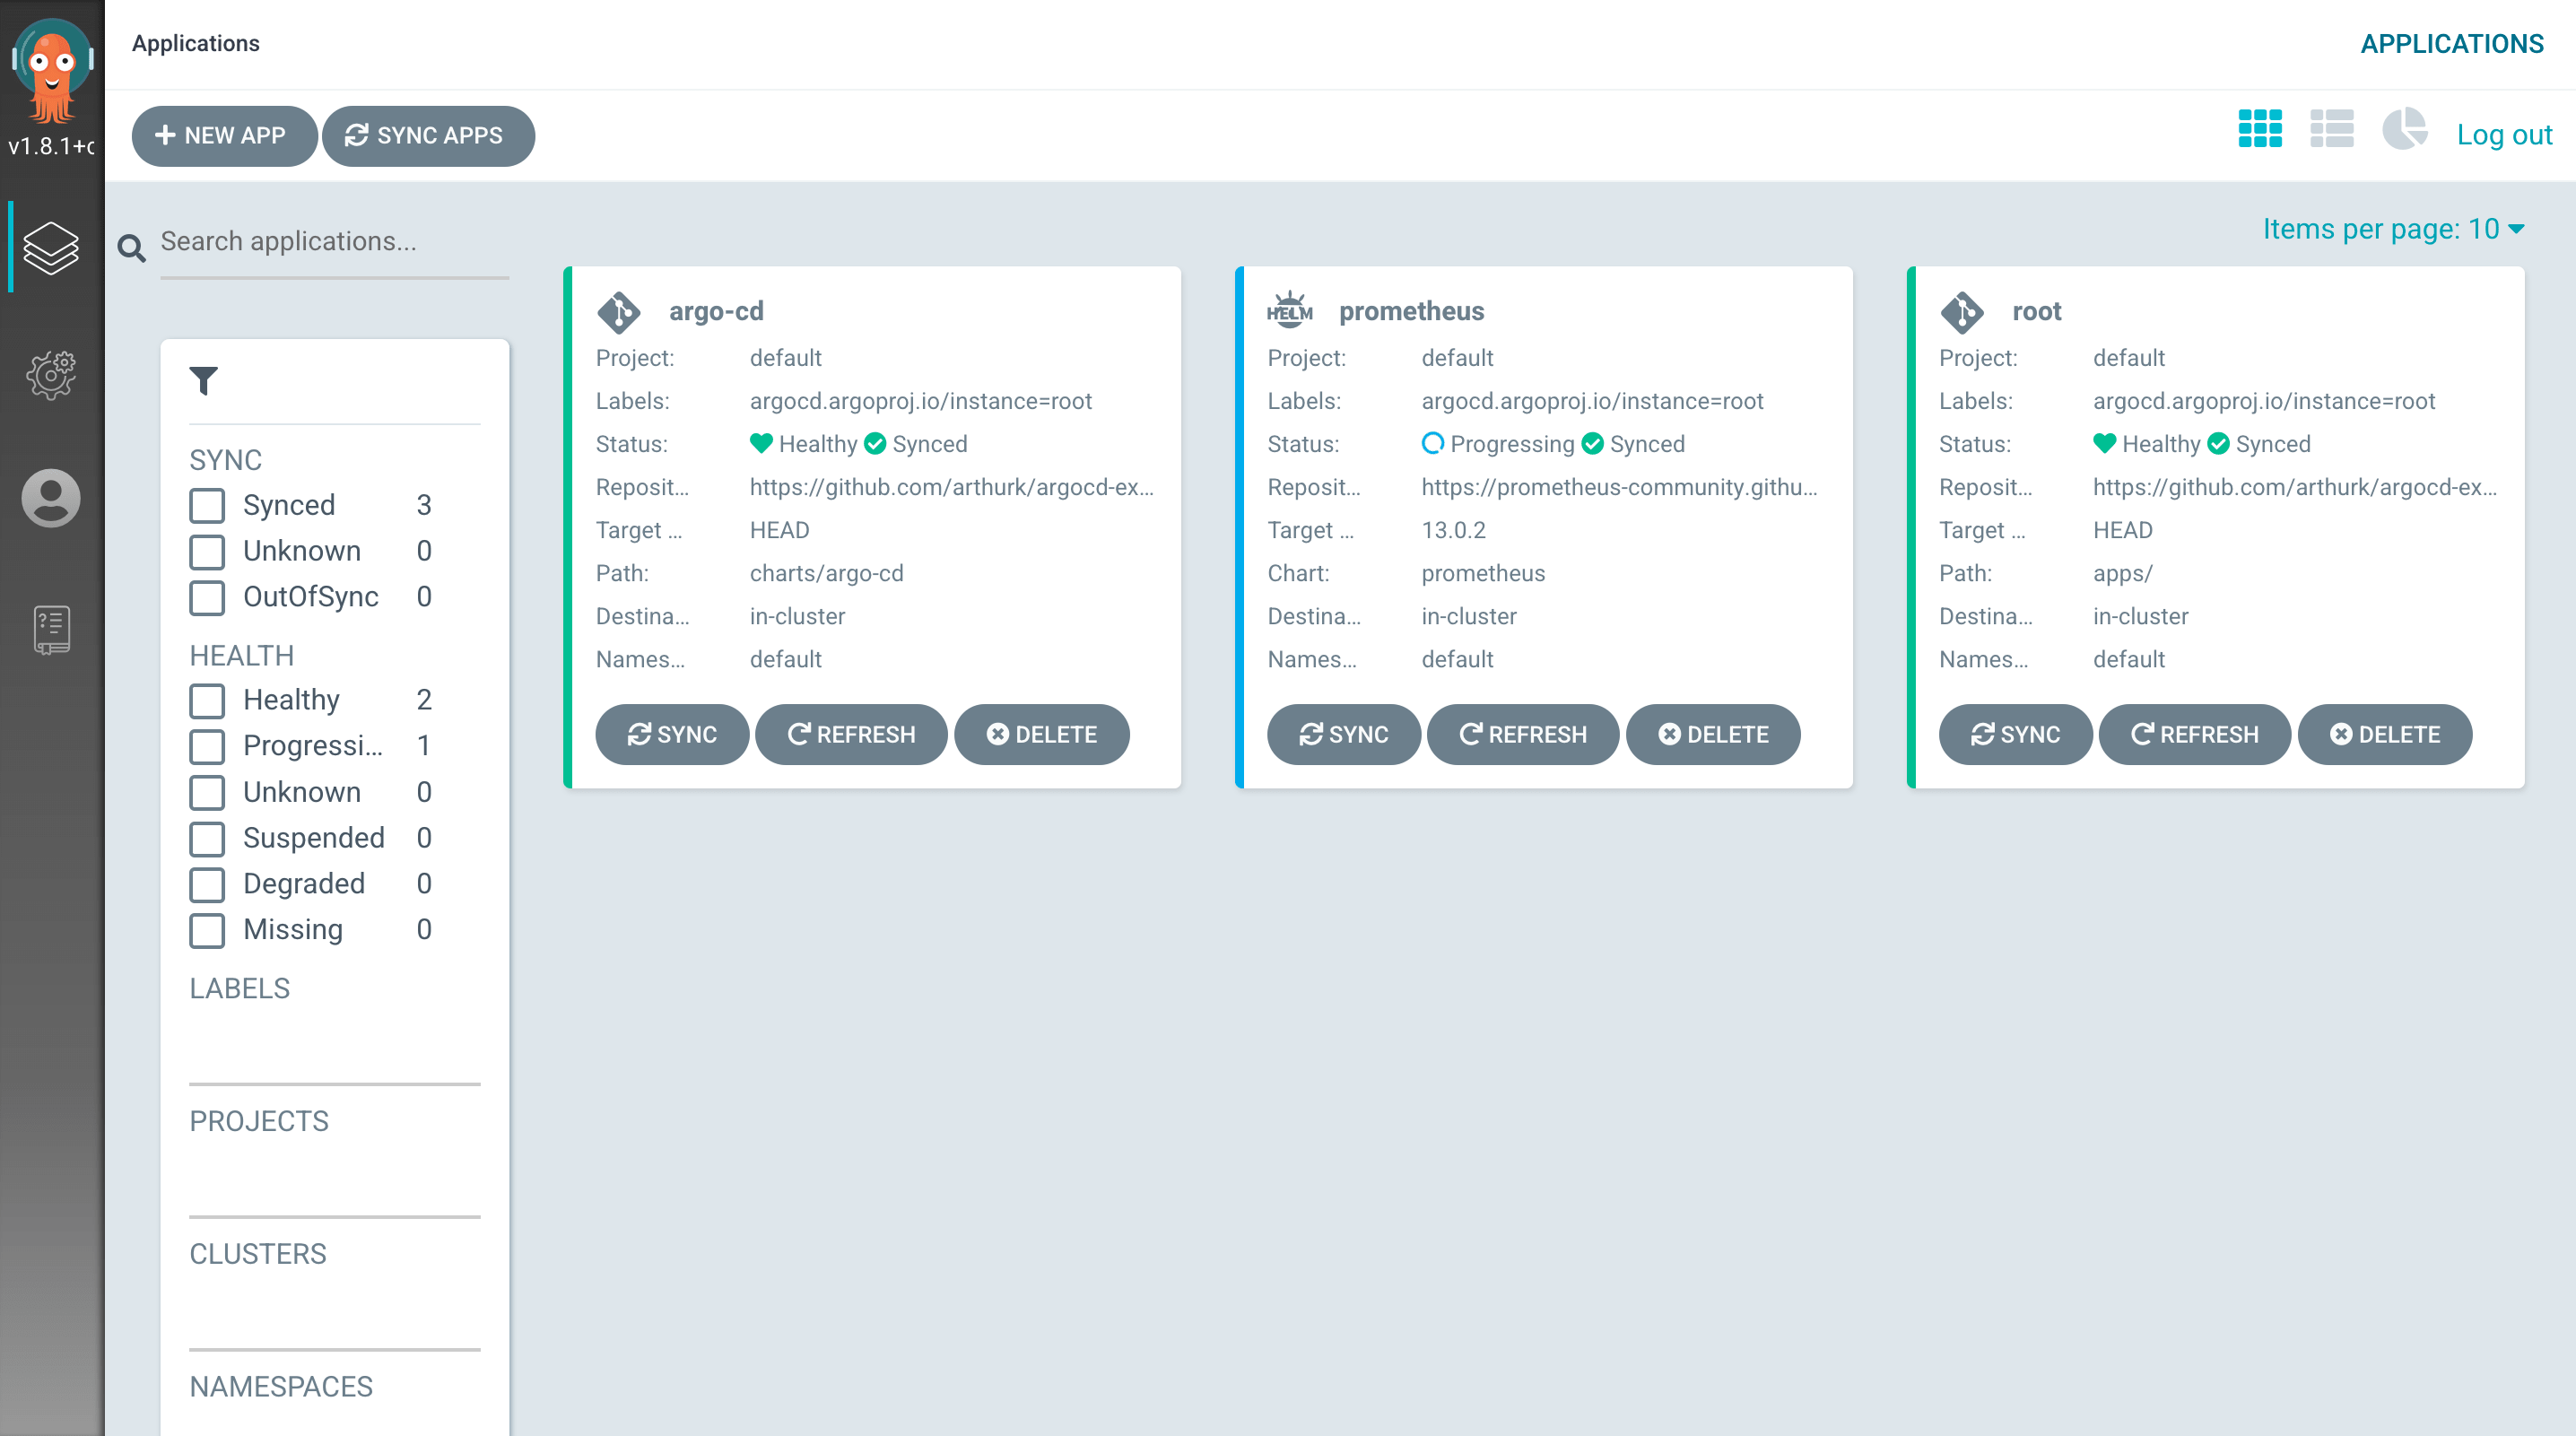 Applications
APPLICATIONS
NEW APP
SYNC APPS
Log out
v1.8.1+
Search applications...
Items per page: 10
SYNC
Synced 3
Unknown 0
OutOfSync 0
HEALTH
Healthy 2
Progressi... 1
Unknown 0
Suspended 0
Degraded 0
Missing 0
LABELS
PROJECTS
CLUSTERS
NAMESPACES
argo-cd
Project: default
Labels: argocd.argoproj.io/instance=root
Status: Healthy Synced
Reposit... https://github.com/arthurk/argocd-ex...
Target ... HEAD
Path: charts/argo-cd
Destina... in-cluster
Names... default
SYNC REFRESH DELETE
HELM
prometheus
Project: default
Labels: argocd.argoproj.io/instance=root
Status: Progressing Synced
Reposit... https://prometheus-community.githu...
Target ... 13.0.2
Chart: prometheus
Destina... in-cluster
Names... default
SYNC REFRESH DELETE
root
Project: default
Labels: argocd.argoproj.io/instance=root
Status: Healthy Synced
Reposit... https://github.com/arthurk/argocd-ex...
Target ... HEAD
Path: apps/
Destina... in-cluster
Names... default
SYNC REFRESH DELETE